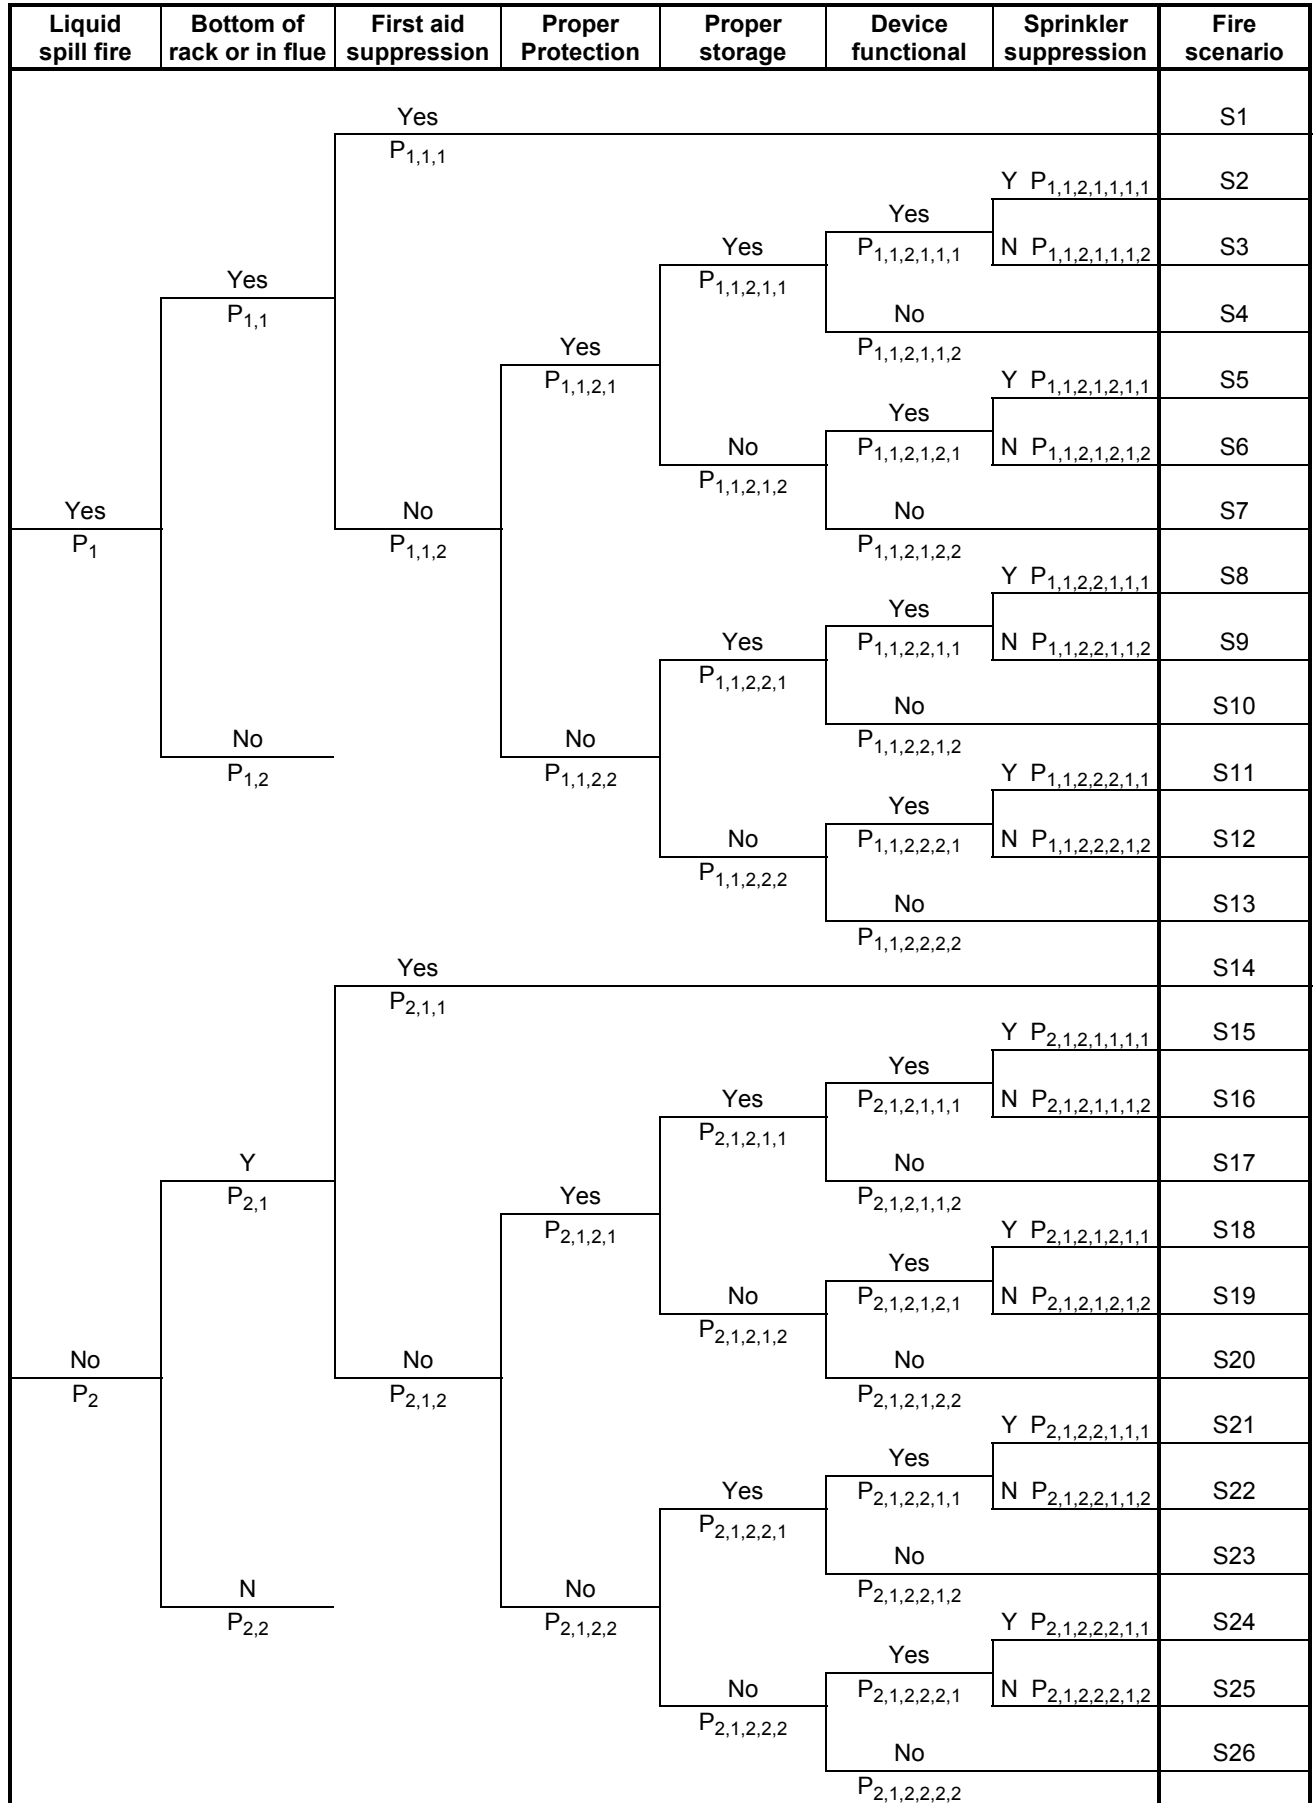 Liquid spill fire
Bottom of rack or in flue
First aid suppression
Proper Protection
Proper storage
Device functional
Sprinkler suppression
Fire scenario
Yes S1
P1,1,1
Y P1,1,2,1,1,1,1 S2
Yes
Yes P1,1,2,1,1,1 N P1,1,2,1,1,1,2 S3
Yes P1,1,2,1,1
P1,1 No S4
Yes P1,1,2,1,1,2
P1,1,2,1 Y P1,1,2,1,2,1,1 S5
Yes
No P1,1,2,1,2,1 N P1,1,2,1,2,1,2 S6
P1,1,2,1,2
Yes No No S7
P1 P1,1,2 P1,1,2,1,2,2
Y P1,1,2,2,1,1,1 S8
Yes
Yes P1,1,2,2,1,1 N P1,1,2,2,1,1,2 S9
P1,1,2,2,1
No S10
No No P1,1,2,2,1,2
P1,2 P1,1,2,2 Y P1,1,2,2,2,1,1 S11
Yes
No P1,1,2,2,2,1 N P1,1,2,2,2,1,2 S12
P1,1,2,2,2
No S13
P1,1,2,2,2,2
Yes S14
P2,1,1
Y P2,1,2,1,1,1,1 S15
Yes
Yes P2,1,2,1,1,1 N P2,1,2,1,1,1,2 S16
P2,1,2,1,1
Y No S17
P2,1 Yes P2,1,2,1,1,2
P2,1,2,1 Y P2,1,2,1,2,1,1 S18
Yes
No P2,1,2,1,2,1 N P2,1,2,1,2,1,2 S19
P2,1,2,1,2
No No No S20
P2 P2,1,2 P2,1,2,1,2,2
Y P2,1,2,2,1,1,1 S21
Yes
Yes P2,1,2,2,1,1 N P2,1,2,2,1,1,2 S22
P2,1,2,2,1
No S23
N No P2,1,2,2,1,2
P2,2 P2,1,2,2 Y P2,1,2,2,2,1,1 S24
Yes
No P2,1,2,2,2,1 N P2,1,2,2,2,1,2 S25
P2,1,2,2,2
No S26
P2,1,2,2,2,2